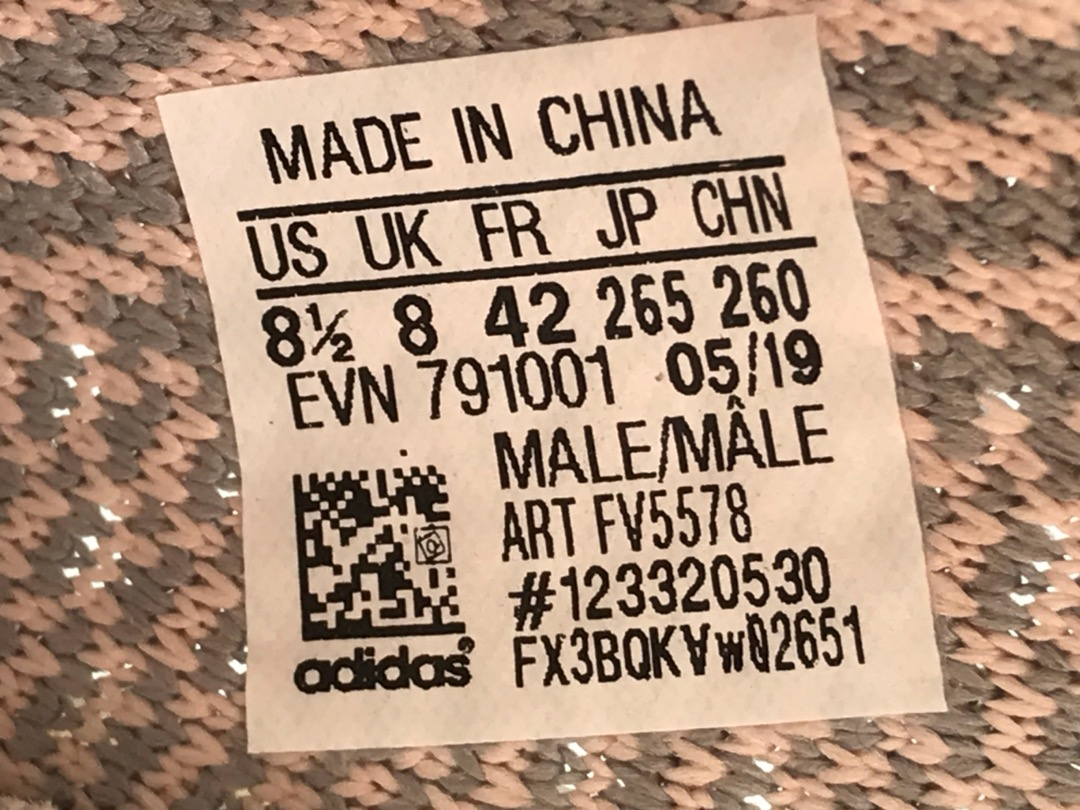 MADE IN CHINA
US UK FR JP CHN
8½ 8 42 265 260
EVN 791001 05/19
MALE/MÂLE
ART FV5578
#123320530
FX3BQKVw02651
adidas